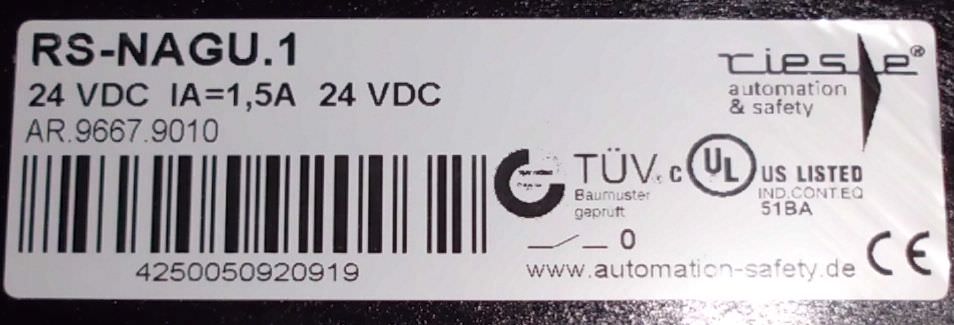 RS-NAGU.1
24 VDC IA=1,5A 24 VDC
AR.9667.9010
riesle®
automation
& safety
TÜV
Baumuster
geprüft
c UL US LISTED
IND.CONT.EQ
51BA
0
4250050920919
www.automation-safety.de
CE